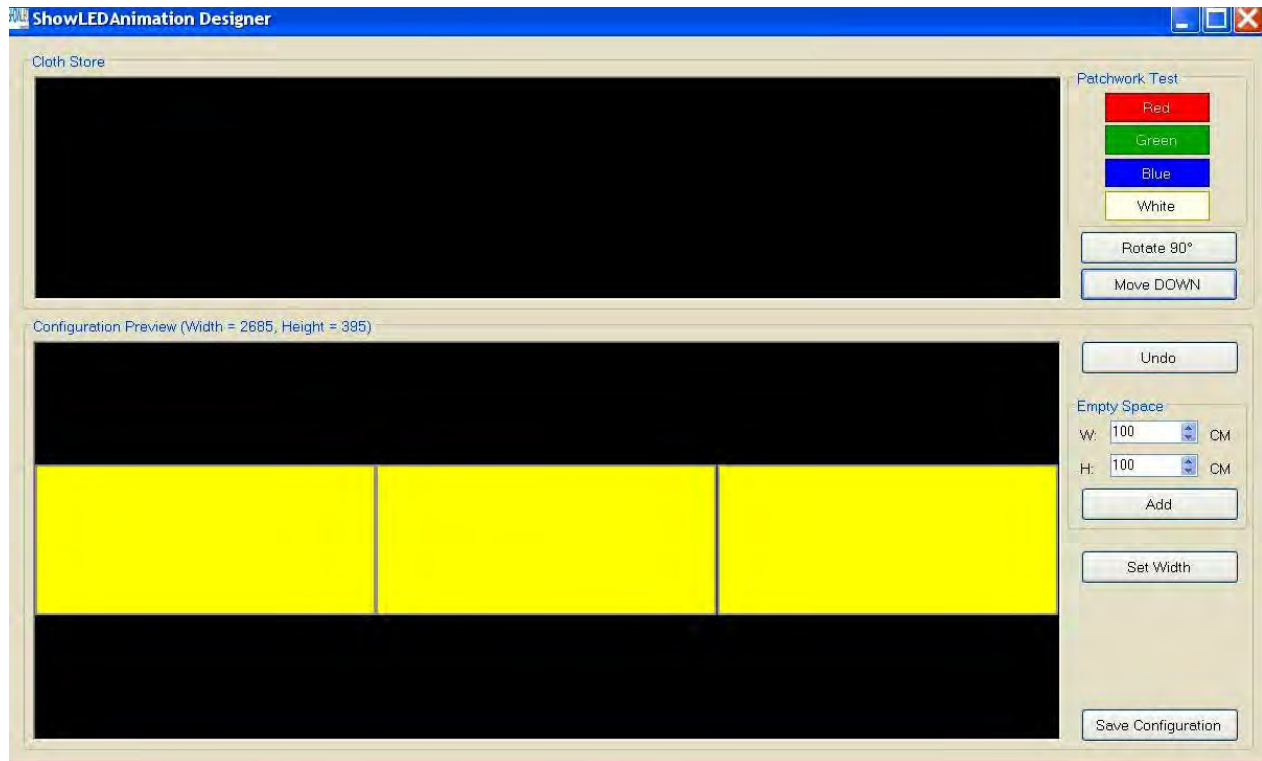 ShowLEDAnimation Designer
Cloth Store
Patchwork Test
Red
Green
Blue
White
Rotate 90°
Move DOWN
Configuration Preview (Width = 2685, Height = 395)
Undo
Empty Space
W: 100 CM
H: 100 CM
Add
Set Width
Save Configuration